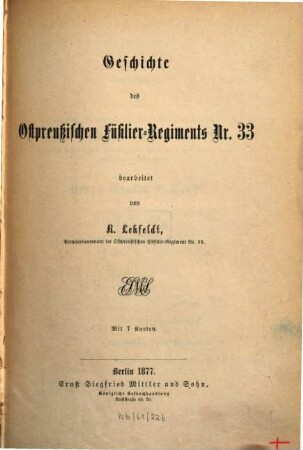 Geschichte
des
Ostpreußischen Füsilier-Regiments Nr. 33
bearbeitet
von
K. Lehfeldt,
Premierlieutenant im Ostpreußischen Füsilier-Regiment Nr. 33.
Mit 7 Karten.
Berlin 1877.
Ernst Siegfried Mittler und Sohn,
Königliche Hofbuchhandlung
Kochstraße 69. 70.